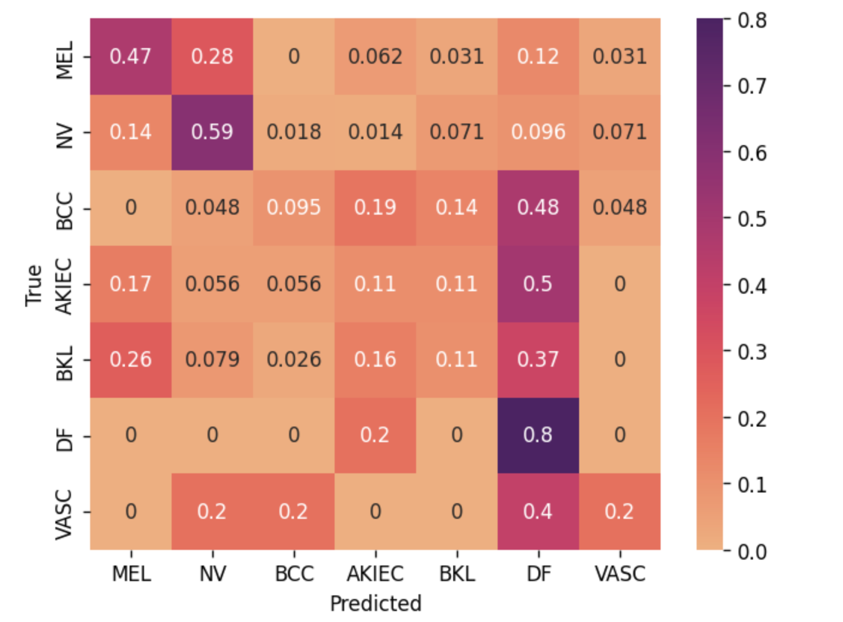 MEL 0.47 0.28 0 0.062 0.031 0.12 0.031
NV 0.14 0.59 0.018 0.014 0.071 0.096 0.071
BCC 0 0.048 0.095 0.19 0.14 0.48 0.048
AKIEC 0.17 0.056 0.056 0.11 0.11 0.5 0
BKL 0.26 0.079 0.026 0.16 0.11 0.37 0
DF 0 0 0 0.2 0 0.8 0
VASC 0 0.2 0.2 0 0 0.4 0.2
True
MEL NV BCC AKIEC BKL DF VASC
Predicted
0.8
0.7
0.6
0.5
0.4
0.3
0.2
0.1
0.0